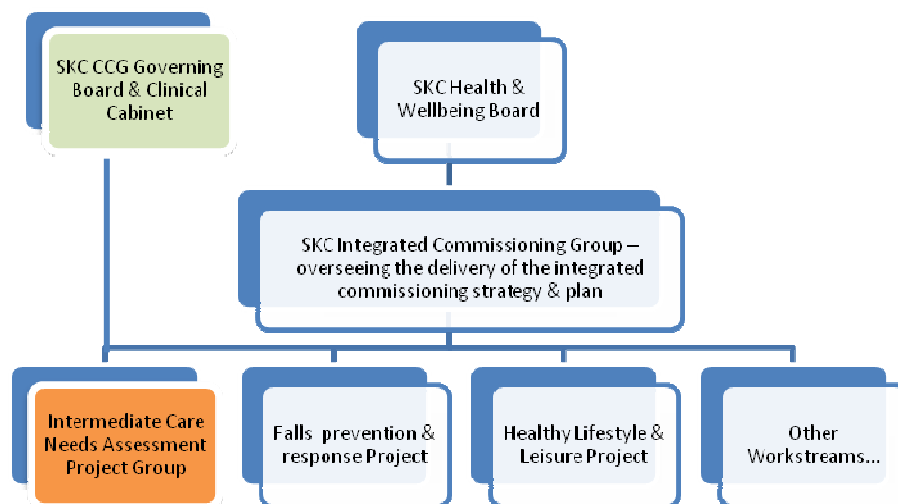 SKC CCG Governing
Board & Clinical
Cabinet
SKC Health &
Wellbeing Board
SKC Integrated Commissioning Group –
overseeing the delivery of the integrated
commissioning strategy & plan
Intermediate Care
Needs Assessment
Project Group
Falls prevention &
response Project
Healthy Lifestyle &
Leisure Project
Other
Workstreams...